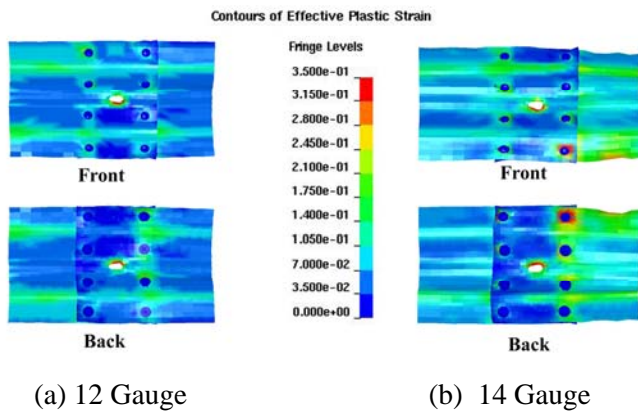 Contours of Effective Plastic Strain
Fringe Levels
3.500e-01
3.150e-01
2.800e-01
2.450e-01
2.100e-01
1.750e-01
1.400e-01
1.050e-01
7.000e-02
3.500e-02
0.000e+00
Front
Front
Back
Back
(a) 12 Gauge
(b) 14 Gauge